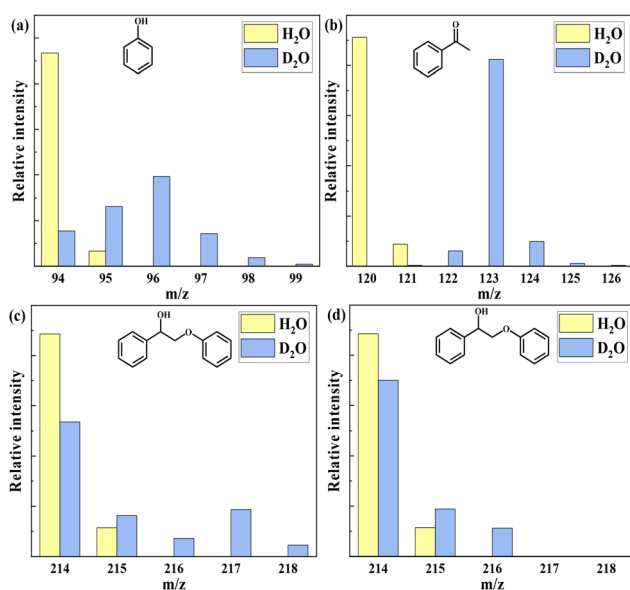 (a)
OH
H₂O
D₂O
Relative intensity
94 95 96 97 98 99
m/z
(b)
O
H₂O
D₂O
Relative intensity
120 121 122 123 124 125 126
m/z
(c)
OH
O
H₂O
D₂O
Relative intensity
214 215 216 217 218
m/z
(d)
OH
O
H₂O
D₂O
Relative intensity
214 215 216 217 218
m/z